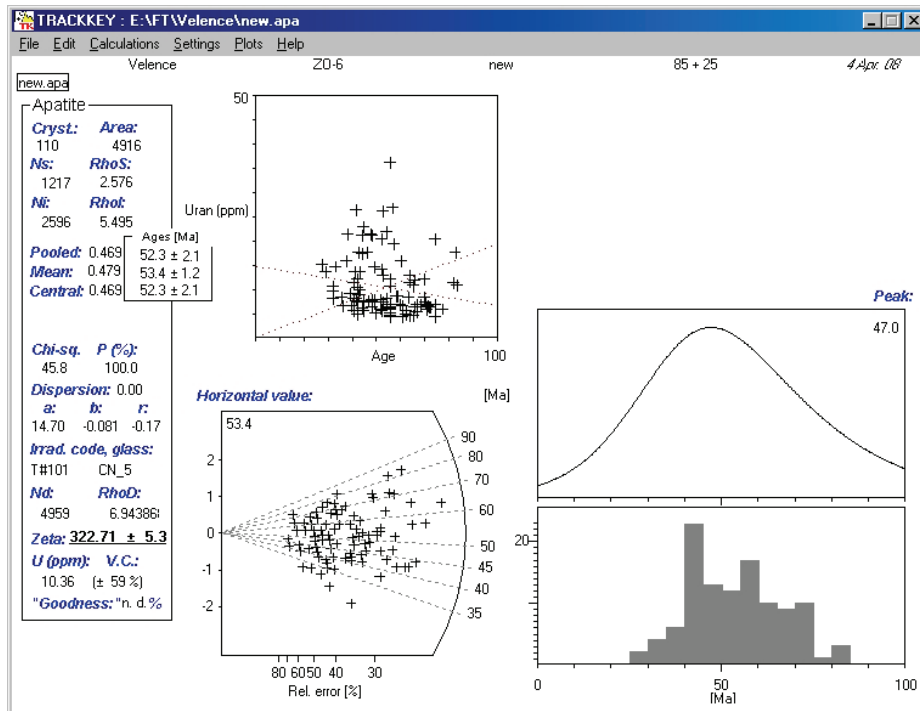 TRACKKEY : E:\FT\Velence\new.apa
File Edit Calculations Settings Plots Help
Velence ZO-6 new 85 + 25 4 Apr. 06
new.apa
Apatite
Cryst.: Area:
110 4916
Ns: RhoS:
1217 2.576
Ni: RhoI:
2596 5.495
Ages [Ma]
Pooled: 0.469 52.3 ± 2.1
Mean: 0.479 53.4 ± 1.2
Central: 0.469 52.3 ± 2.1
Chi-sq. P (%):
45.8 100.0
Dispersion: 0.00
a: b: r:
14.70 -0.081 -0.17
Irrad. code, glass:
T#101 CN_5
Nd: RhoD:
4959 6.94386
Zeta: 322.71 ± 5.3
U (ppm): V.C.:
10.36 (± 59 %)
"Goodness:"n. d.%
50
Uran (ppm)
Age 100
Horizontal value: [Ma]
53.4
90
80
70
60
50
45
40
35
2
1
0
-1
-2
80 60 50 40 30
Rel. error [%]
Peak:
47.0
20
0 50 100
[Ma]